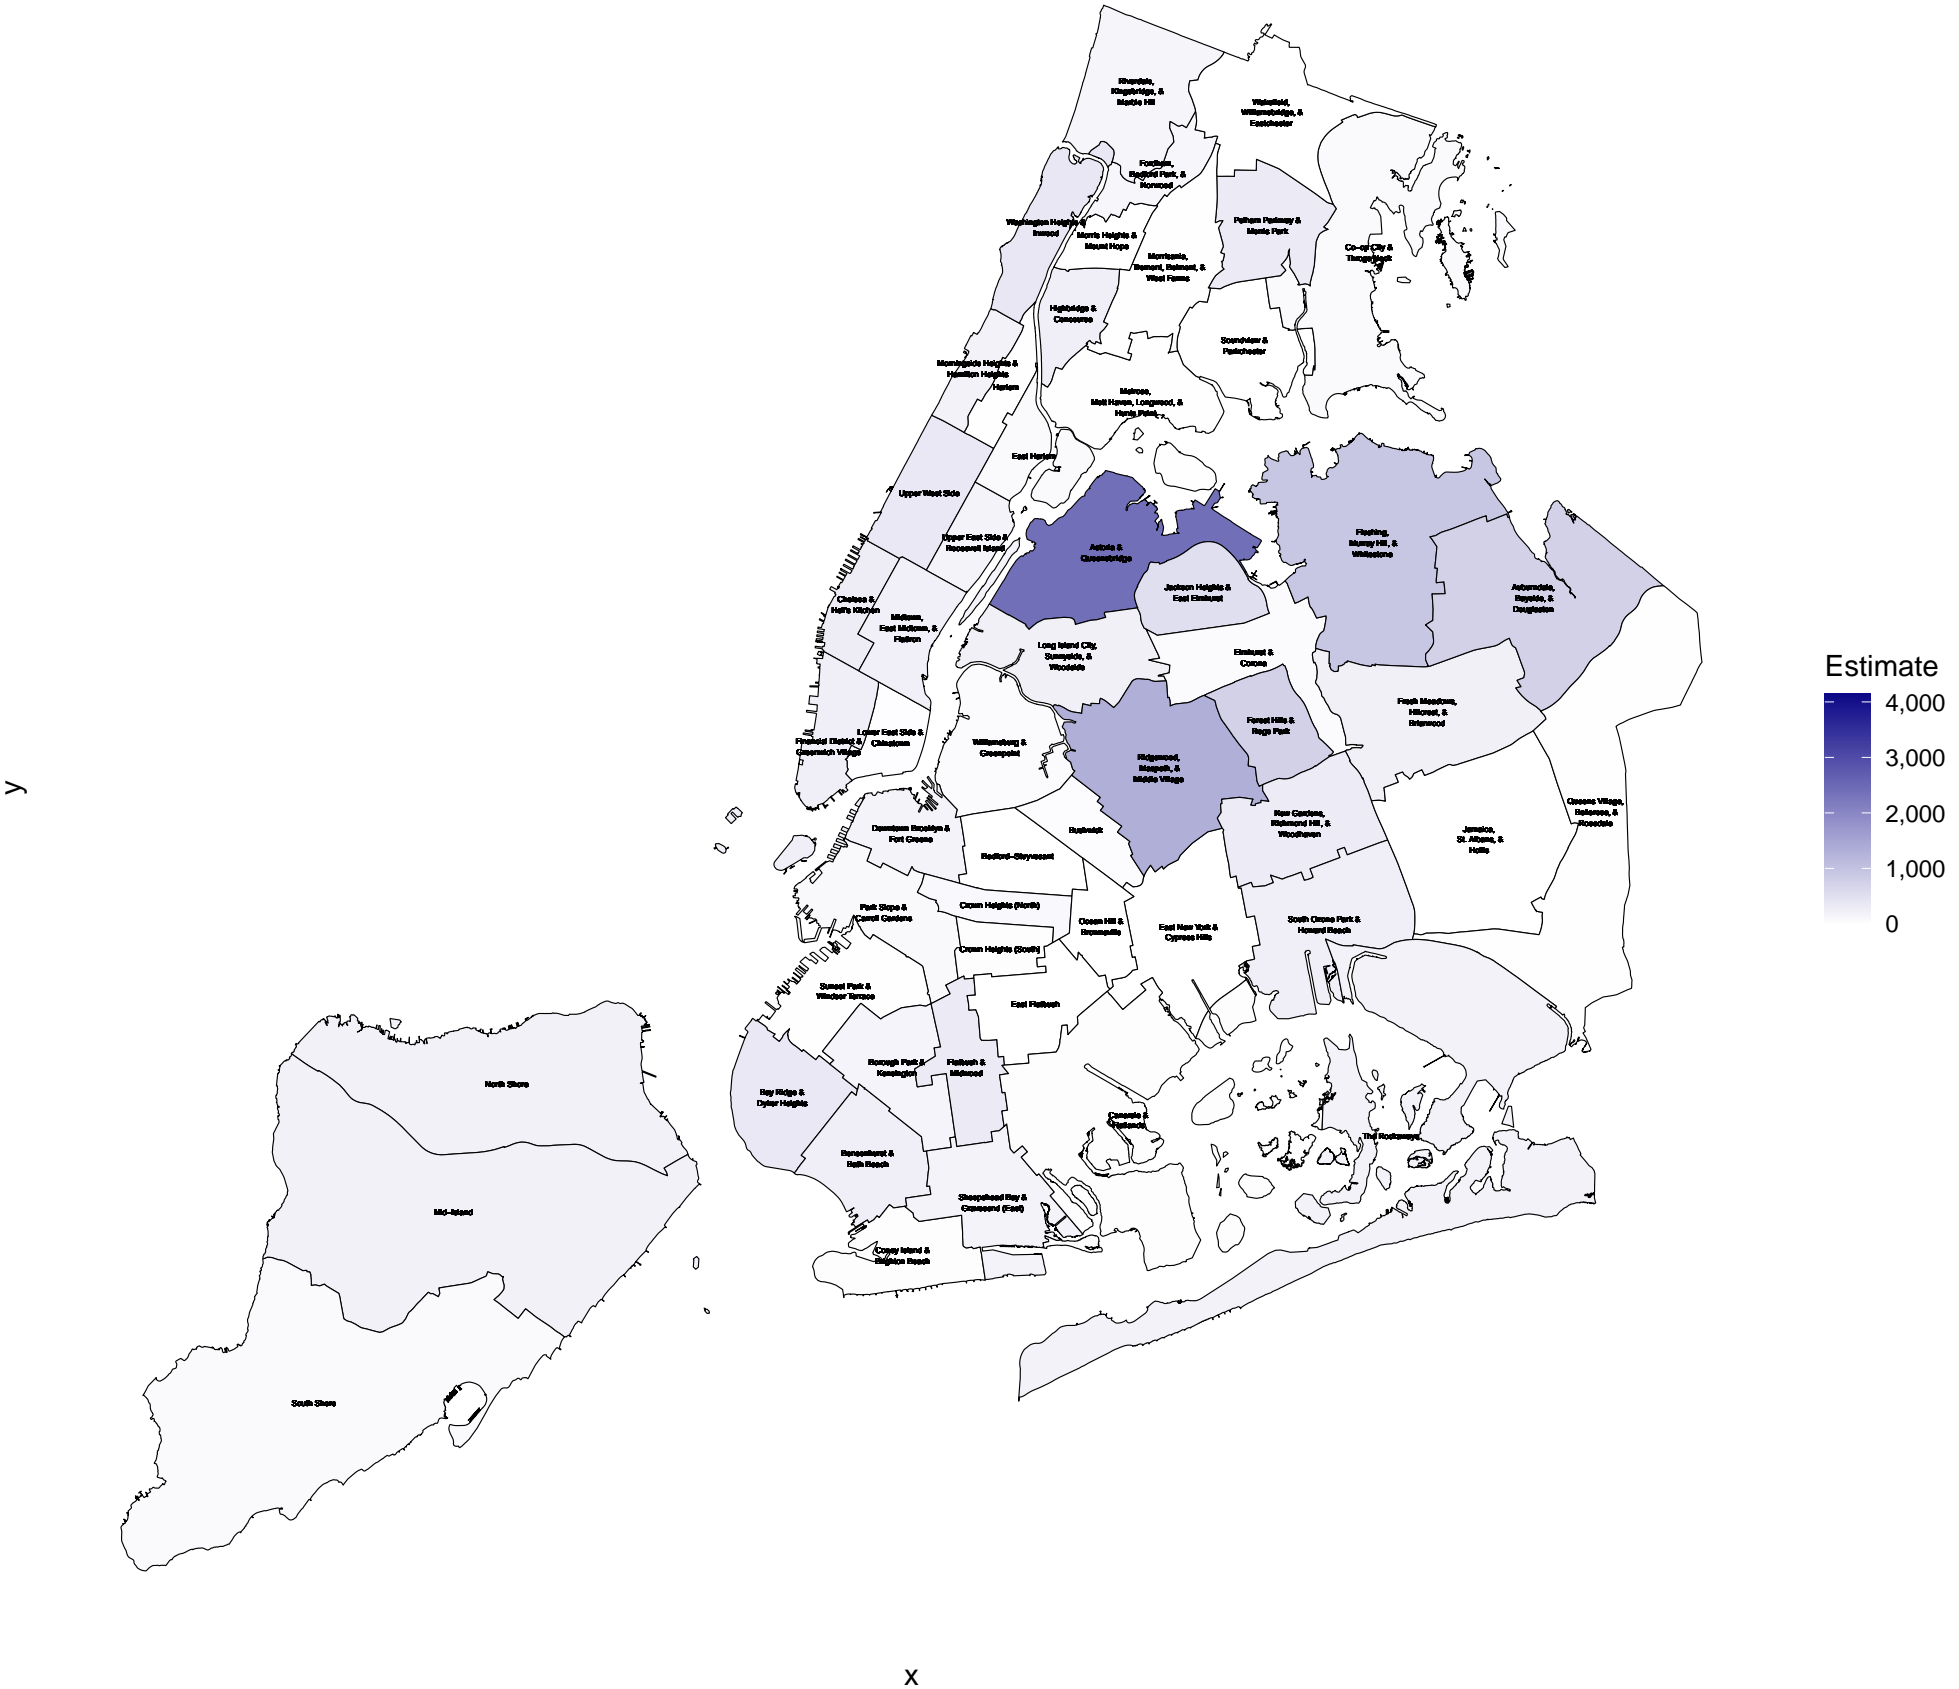 Riverdale,
Kingsbridge, &
Marble Hill
Wakefield,
Williamsbridge, &
Eastchester
Fordham,
Bedford Park, &
Norwood
Washington Heights &
Inwood
Pelham Parkway &
Morris Park
Morris Heights &
Mount Hope
Co−op City &
Throgs Neck
Morrisania,
Tremont, Belmont, &
West Farms
Highbridge &
Concourse
Soundview &
Parkchester
Morningside Heights &
Hamilton Heights
Harlem
Melrose,
Mott Haven, Longwood, &
Hunts Point
East Harlem
Upper West Side
Upper East Side &
Roosevelt Island
Astoria &
Queensbridge
Flushing,
Murray Hill, &
Whitestone
Jackson Heights &
East Elmhurst
Auburndale,
Bayside, &
Douglaston
Chelsea &
Hell's Kitchen
Midtown,
East Midtown, &
Flatiron
Long Island City,
Sunnyside, &
Woodside
Elmhurst &
Corona
Estimate
4,000
3,000
2,000
1,000
0
Fresh Meadows,
Hillcrest, &
Briarwood
Forest Hills &
Rego Park
Financial District &
Greenwich Village
Lower East Side &
Chinatown
Williamsburg &
Greenpoint
Ridgewood,
Maspeth, &
Middle Village
y
Queens Village,
Bellerose, &
Rosedale
Kew Gardens,
Richmond Hill, &
Woodhaven
Downtown Brooklyn &
Fort Greene
Bushwick
Jamaica,
St. Albans, &
Hollis
Bedford−Stuyvesant
Park Slope &
Carroll Gardens
Crown Heights (North)
Ocean Hill &
Brownsville
East New York &
Cypress Hills
South Ozone Park &
Howard Beach
Crown Heights (South)
Sunset Park &
Windsor Terrace
East Flatbush
Borough Park &
Kensington
Flatbush &
Midwood
North Shore
Bay Ridge &
Dyker Heights
Canarsie &
Flatlands
The Rockaways
Bensonhurst &
Bath Beach
Sheepshead Bay &
Gravesend (East)
Mid−Island
Coney Island &
Brighton Beach
South Shore
x